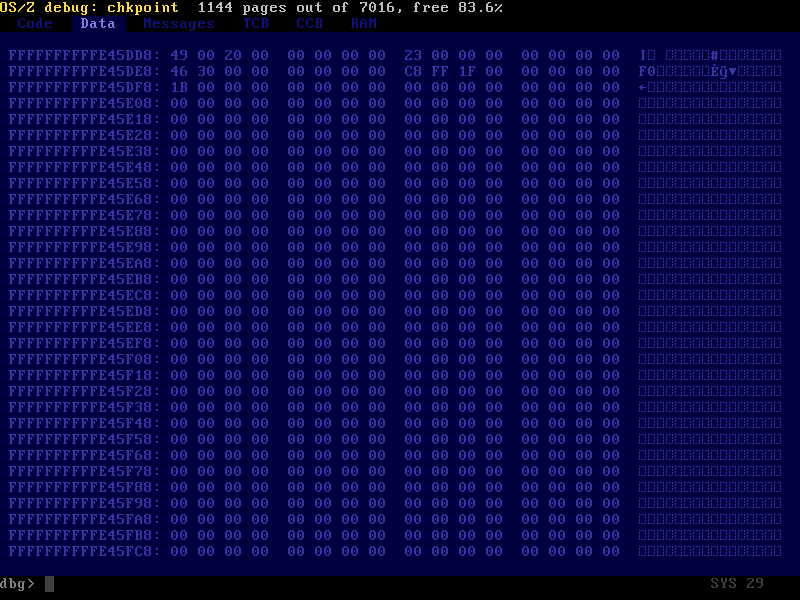 OS/Z debug: chkpoint  1144 pages out of 7016, free 83.6%
Code Data Messages TCB CCB RAM
FFFFFFFFFFE45DD8: 49 00 20 00  00 00 00 00  23 00 00 00  00 00 00 00  I #
FFFFFFFFFFE45DE8: 46 30 00 00  00 00 00 00  C8 FF 1F 00  00 00 00 00  F0 Èÿ▼
FFFFFFFFFFE45DF8: 1B 00 00 00  00 00 00 00  00 00 00 00  00 00 00 00  ←
FFFFFFFFFFE45E08: 00 00 00 00  00 00 00 00  00 00 00 00  00 00 00 00
FFFFFFFFFFE45E18: 00 00 00 00  00 00 00 00  00 00 00 00  00 00 00 00
FFFFFFFFFFE45E28: 00 00 00 00  00 00 00 00  00 00 00 00  00 00 00 00
FFFFFFFFFFE45E38: 00 00 00 00  00 00 00 00  00 00 00 00  00 00 00 00
FFFFFFFFFFE45E48: 00 00 00 00  00 00 00 00  00 00 00 00  00 00 00 00
FFFFFFFFFFE45E58: 00 00 00 00  00 00 00 00  00 00 00 00  00 00 00 00
FFFFFFFFFFE45E68: 00 00 00 00  00 00 00 00  00 00 00 00  00 00 00 00
FFFFFFFFFFE45E78: 00 00 00 00  00 00 00 00  00 00 00 00  00 00 00 00
FFFFFFFFFFE45E88: 00 00 00 00  00 00 00 00  00 00 00 00  00 00 00 00
FFFFFFFFFFE45E98: 00 00 00 00  00 00 00 00  00 00 00 00  00 00 00 00
FFFFFFFFFFE45EA8: 00 00 00 00  00 00 00 00  00 00 00 00  00 00 00 00
FFFFFFFFFFE45EB8: 00 00 00 00  00 00 00 00  00 00 00 00  00 00 00 00
FFFFFFFFFFE45EC8: 00 00 00 00  00 00 00 00  00 00 00 00  00 00 00 00
FFFFFFFFFFE45ED8: 00 00 00 00  00 00 00 00  00 00 00 00  00 00 00 00
FFFFFFFFFFE45EE8: 00 00 00 00  00 00 00 00  00 00 00 00  00 00 00 00
FFFFFFFFFFE45EF8: 00 00 00 00  00 00 00 00  00 00 00 00  00 00 00 00
FFFFFFFFFFE45F08: 00 00 00 00  00 00 00 00  00 00 00 00  00 00 00 00
FFFFFFFFFFE45F18: 00 00 00 00  00 00 00 00  00 00 00 00  00 00 00 00
FFFFFFFFFFE45F28: 00 00 00 00  00 00 00 00  00 00 00 00  00 00 00 00
FFFFFFFFFFE45F38: 00 00 00 00  00 00 00 00  00 00 00 00  00 00 00 00
FFFFFFFFFFE45F48: 00 00 00 00  00 00 00 00  00 00 00 00  00 00 00 00
FFFFFFFFFFE45F58: 00 00 00 00  00 00 00 00  00 00 00 00  00 00 00 00
FFFFFFFFFFE45F68: 00 00 00 00  00 00 00 00  00 00 00 00  00 00 00 00
FFFFFFFFFFE45F78: 00 00 00 00  00 00 00 00  00 00 00 00  00 00 00 00
FFFFFFFFFFE45F88: 00 00 00 00  00 00 00 00  00 00 00 00  00 00 00 00
FFFFFFFFFFE45F98: 00 00 00 00  00 00 00 00  00 00 00 00  00 00 00 00
FFFFFFFFFFE45FA8: 00 00 00 00  00 00 00 00  00 00 00 00  00 00 00 00
FFFFFFFFFFE45FB8: 00 00 00 00  00 00 00 00  00 00 00 00  00 00 00 00
FFFFFFFFFFE45FC8: 00 00 00 00  00 00 00 00  00 00 00 00  00 00 00 00
dbg> SYS 29